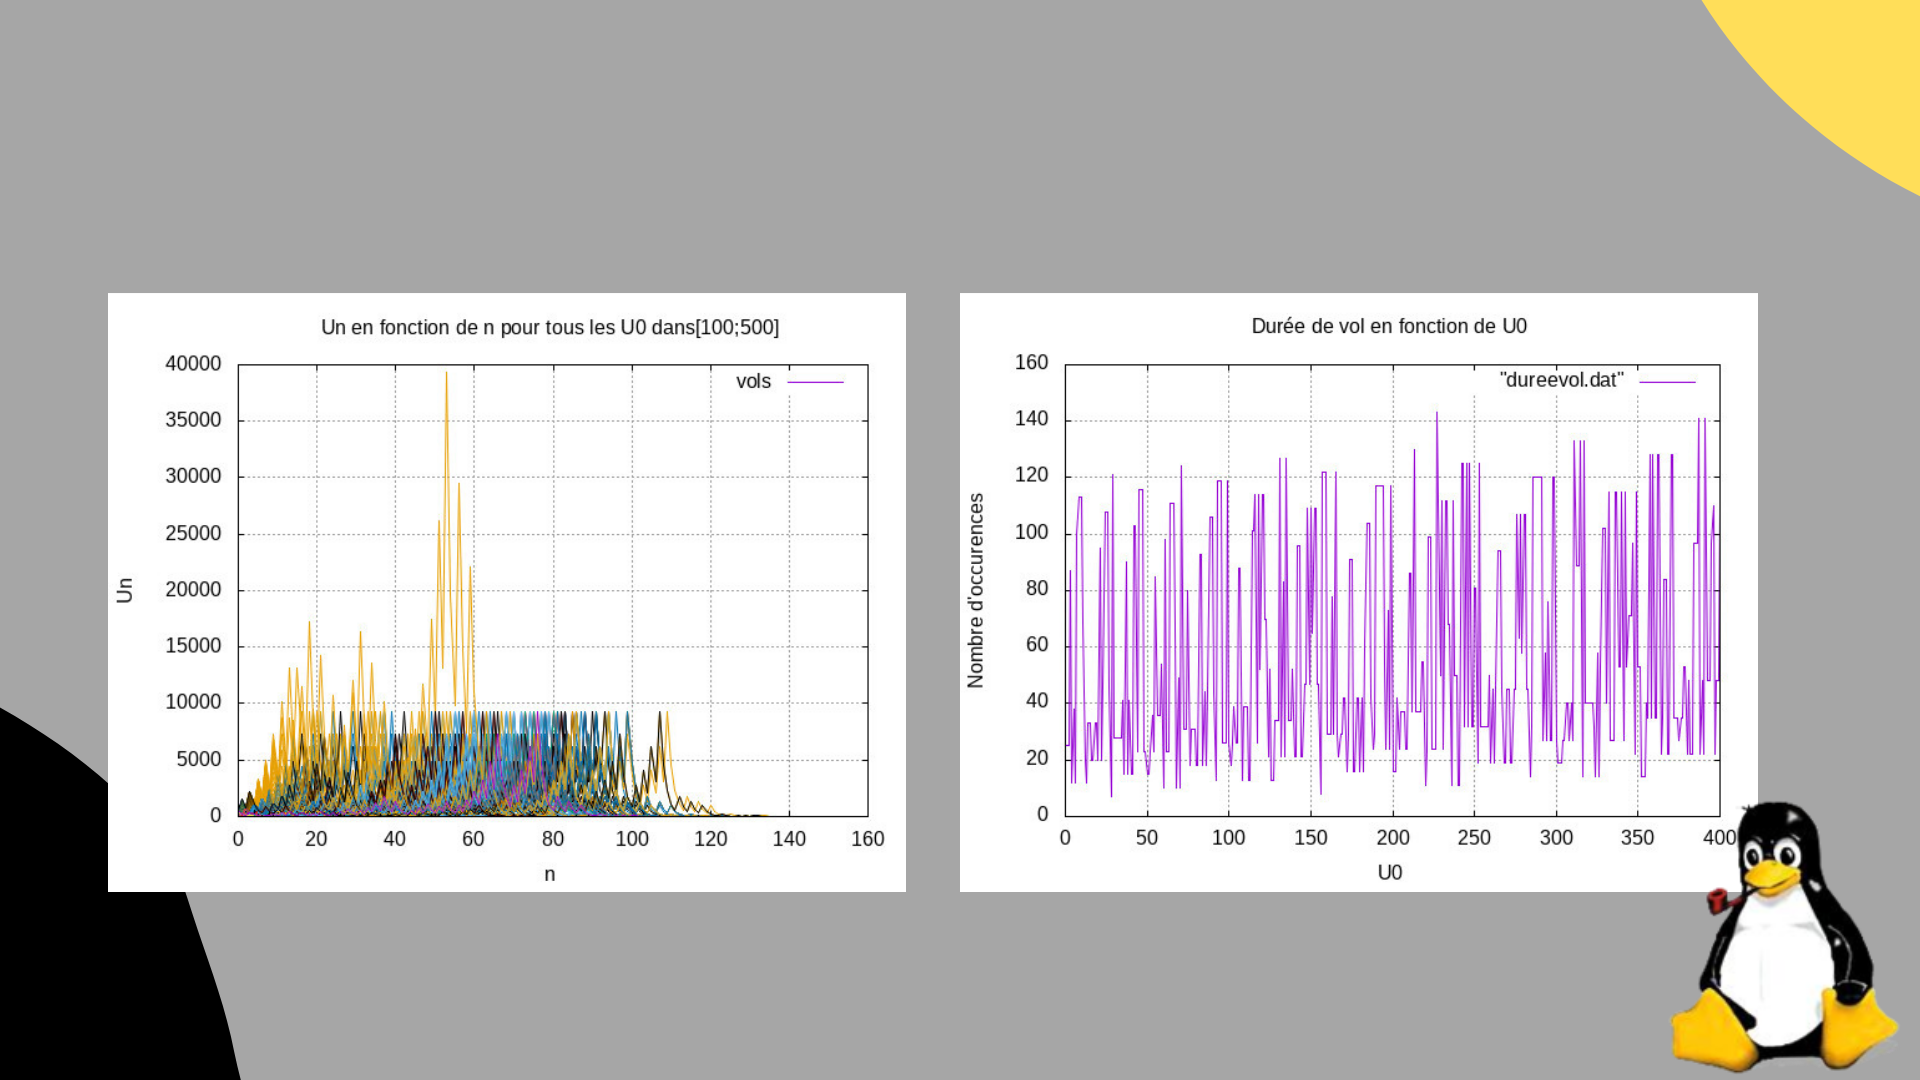 Un en fonction de n pour tous les U0 dans[100;500]
40000
35000
30000
25000
20000
15000
10000
5000
0
vols
Un
0 20 40 60 80 100 120 140 160
n
Durée de vol en fonction de U0
160
140
120
100
80
60
40
20
0
"dureevol.dat"
Nombre d'occurences
0 50 100 150 200 250 300 350 400
U0